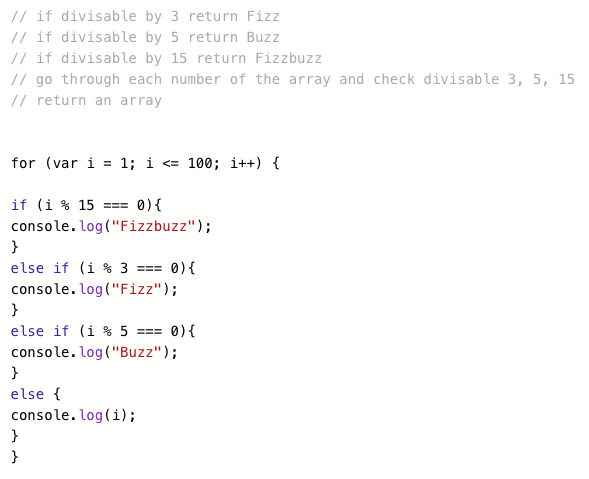 // if divisable by 3 return Fizz
// if divisable by 5 return Buzz
// if divisable by 15 return Fizzbuzz
// go through each number of the array and check divisable 3, 5, 15
// return an array
for (var i = 1; i <= 100; i++) {
if (i % 15 === 0){
console.log("Fizzbuzz");
}
else if (i % 3 === 0){
console.log("Fizz");
}
else if (i % 5 === 0){
console.log("Buzz");
}
else {
console.log(i);
}
}